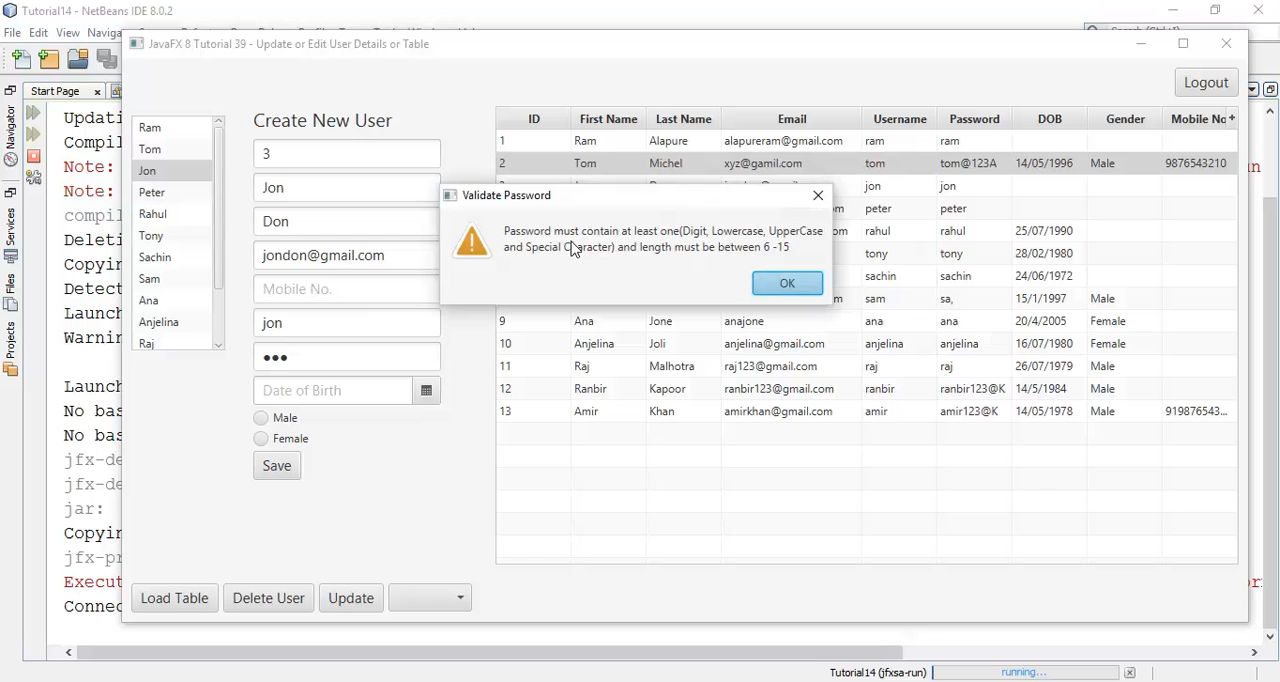 Tutorial14 - NetBeans IDE 8.0.2
File Edit View Naviga
JavaFX 8 Tutorial 39 - Update or Edit User Details or Table
Logout
Start Page
Navigator
Services
Files
Projects
Updati
Compil
Note:
Note:
compil
Deleti
Copyin
Detect
Launch
Warnin
Launch
No bas
No bas
jfx-de
jfx-de
jar:
Copyin
jfx-pr
Execut
Connec
Ram
Tom
Jon
Peter
Rahul
Tony
Sachin
Sam
Ana
Anjelina
Raj
Create New User
3
Jon
Don
jondon@gmail.com
Mobile No.
jon
●●●
Date of Birth
Male
Female
Save
ID First Name Last Name Email Username Password DOB Gender Mobile No +
1 Ram Alapure alapureram@gmail.com ram ram
2 Tom Michel xyz@gamil.com tom tom@123A 14/05/1996 Male 9876543210
jon jon
om peter peter
rahul rahul 25/07/1990
tony tony 28/02/1980
sachin sachin 24/06/1972
om sam sa, 15/1/1997 Male
9 Ana Jone anajone ana ana 20/4/2005 Female
10 Anjelina Joli anjelina@gmail.com anjelina anjelina 16/07/1980 Female
11 Raj Malhotra raj123@gmail.com raj raj 26/07/1979 Male
12 Ranbir Kapoor ranbir123@gmail.com ranbir ranbir123@K 14/5/1984 Male
13 Amir Khan amirkhan@gmail.com amir amir123@K 14/05/1978 Male 919876543...
Validate Password
Password must contain at least one(Digit, Lowercase, UpperCase
and Special Character) and length must be between 6 -15
OK
Load Table Delete User Update
Tutorial14 (jfxsa-run) running...